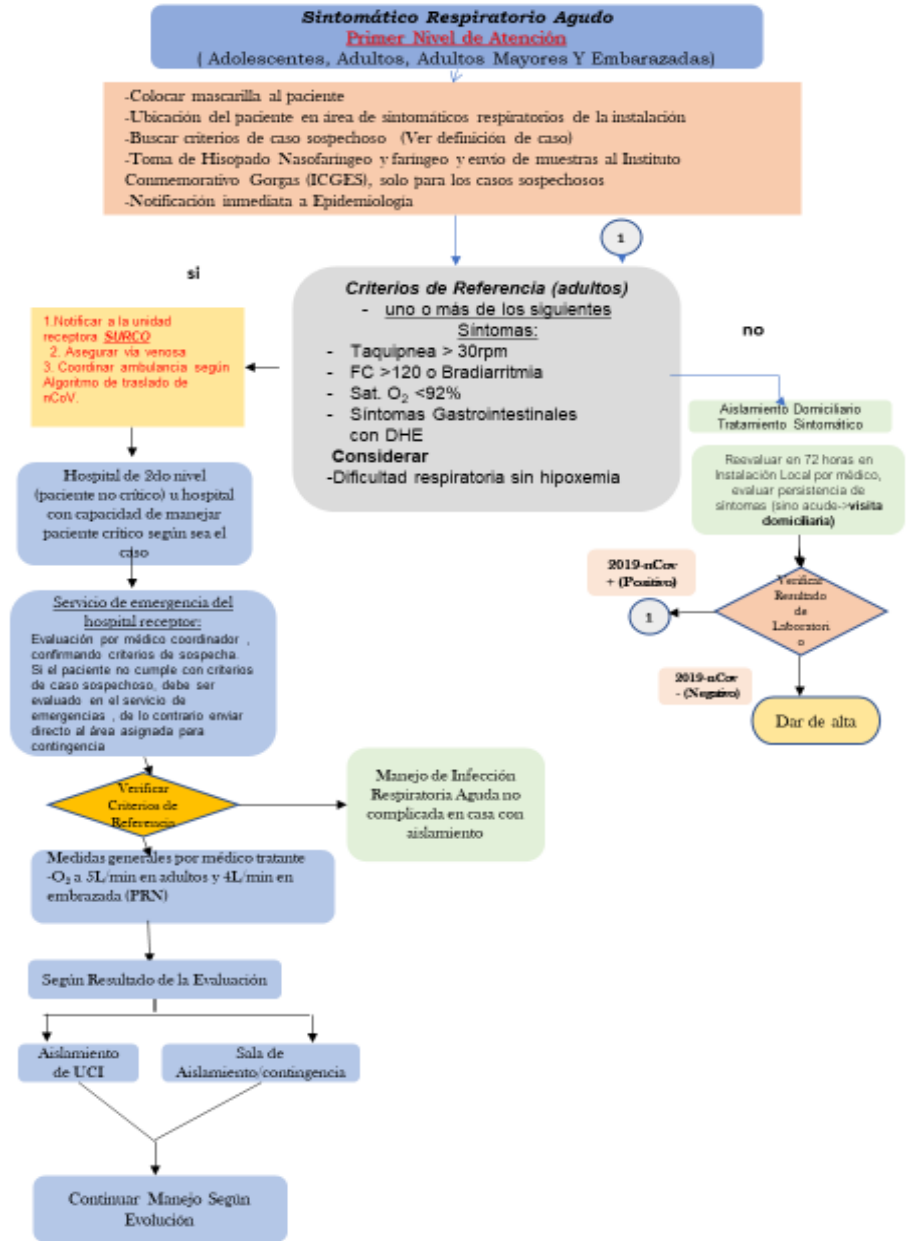 Sintomático Respiratorio Agudo
Primer Nivel de Atención
( Adolescentes, Adultos, Adultos Mayores Y Embarazadas)
-Colocar mascarilla al paciente
-Ubicación del paciente en área de sintomáticos respiratorios de la instalación
-Buscar criterios de caso sospechoso (Ver definición de caso)
-Toma de Hisopado Nasofaríngeo y faríngeo y envío de muestras al Instituto
Conmemorativo Gorgas (ICGES), solo para los casos sospechosos
-Notificación inmediata a Epidemiología
1
si
Criterios de Referencia (adultos)
- uno o más de los siguientes
Síntomas:
- Taquipnea > 30rpm
- FC >120 o Bradiarritmia
- Sat. O₂ <92%
- Síntomas Gastrointestinales
con DHE
Considerar
-Dificultad respiratoria sin hipoxemia
no
1.Notificar a la unidad
receptora SURCO
2. Asegurar vía venosa
3. Coordinar ambulancia según
Algoritmo de traslado de
nCoV.
Aislamiento Domiciliario
Tratamiento Sintomático
Reevaluar en 72 horas en
Instalación Local por médico,
evaluar persistencia de
síntomas (sino acude->visita
domiciliaria)
Hospital de 2do nivel
(paciente no crítico) u hospital
con capacidad de manejar
paciente crítico según sea el
caso
2019-nCov
+ (Positivo)
1
Verificar
Resultado
de
Laboratori
o
2019-nCov
- (Negativo)
Dar de alta
Servicio de emergencia del
hospital receptor:
Evaluación por médico coordinador ,
confirmando criterios de sospecha.
Si el paciente no cumple con criterios
de caso sospechoso, debe ser
evaluado en el servicio de
emergencias , de lo contrario enviar
directo al área asignada para
contingencia
Verificar
Criterios de
Referencia
Manejo de Infección
Respiratoria Aguda no
complicada en casa con
aislamiento
Medidas generales por médico tratante
-O₂ a 5L/min en adultos y 4L/min en
embrazada (PRN)
Según Resultado de la Evaluación
Aislamiento
de UCI
Sala de
Aislamiento/contingencia
Continuar Manejo Según
Evolución